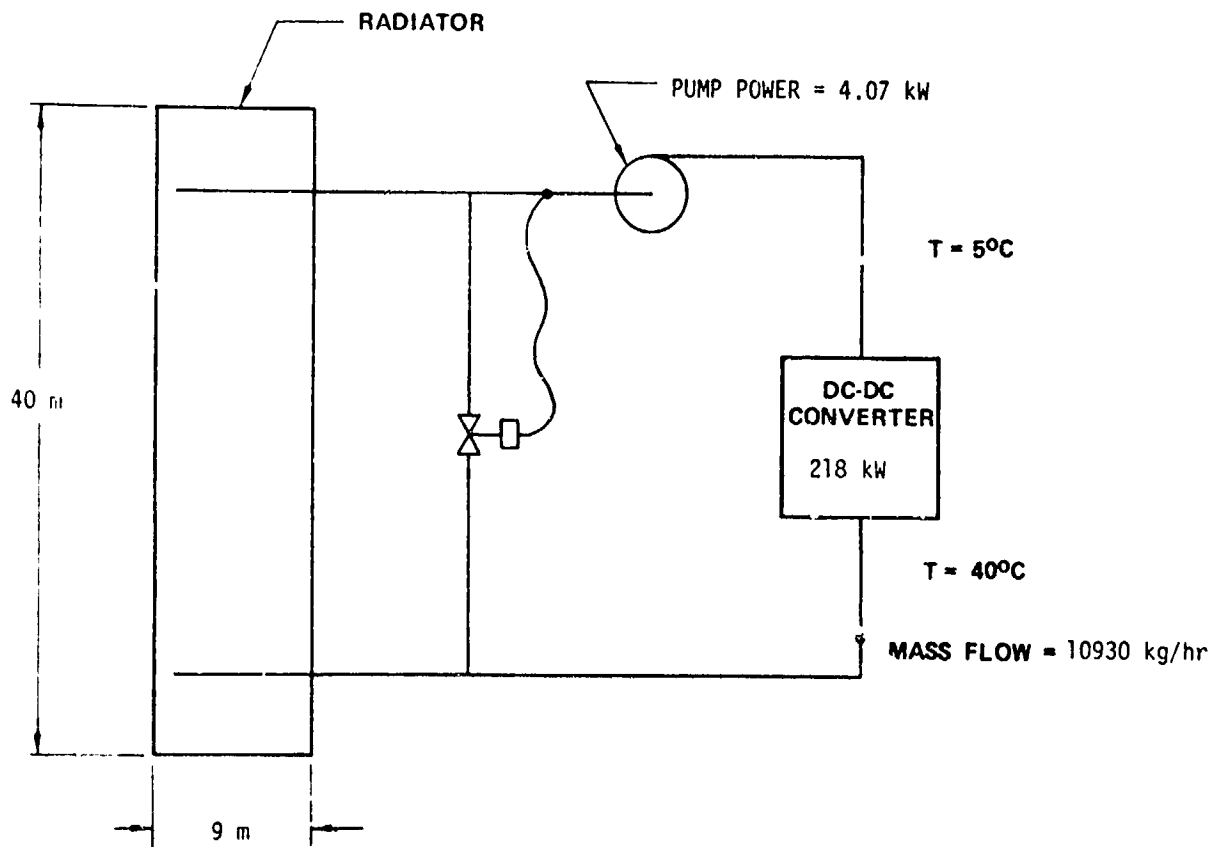 RADIATOR
PUMP POWER = 4.07 kW
T = 5°C
40 m
DC-DC
CONVERTER
218 kW
T = 40°C
MASS FLOW = 10930 kg/hr
9 m